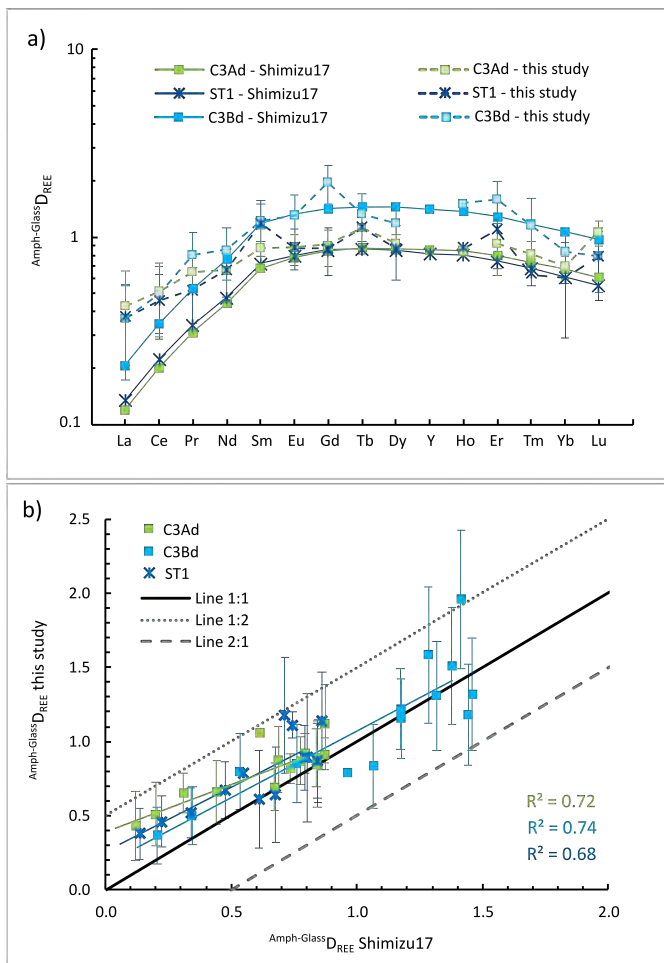 a)
10
1
0.1
Amph-GlassD_REE
C3Ad - Shimizu17
ST1 - Shimizu17
C3Bd - Shimizu17
C3Ad - this study
ST1 - this study
C3Bd - this study
La Ce Pr Nd Sm Eu Gd Tb Dy Y Ho Er Tm Yb Lu
b)
2.5
2.0
1.5
1.0
0.5
0.0
Amph-GlassD_REE this study
C3Ad
C3Bd
ST1
Line 1:1
Line 1:2
Line 2:1
R² = 0.72
R² = 0.74
R² = 0.68
0.0 0.5 1.0 1.5 2.0
Amph-GlassD_REE Shimizu17